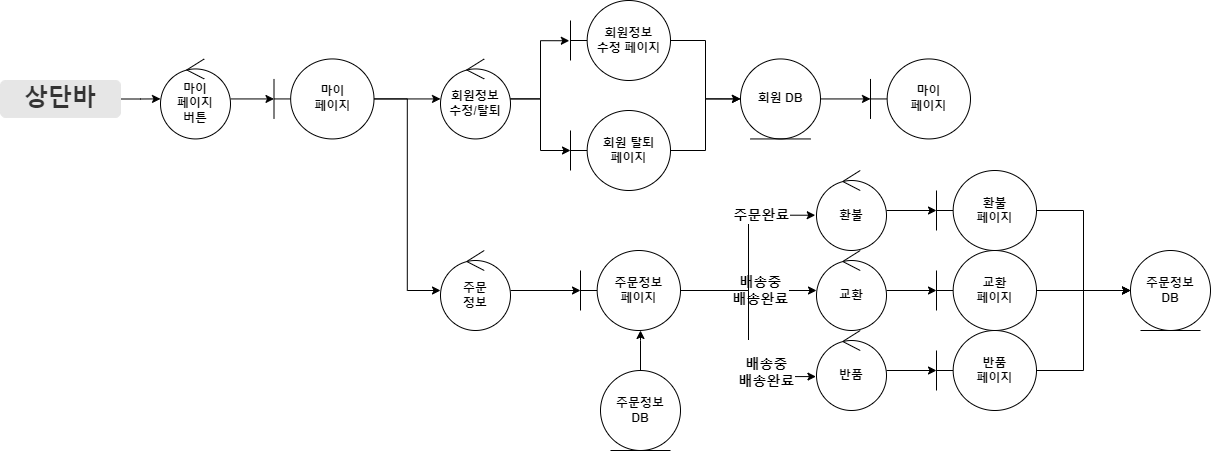 상단바
마이
페이지
버튼
마이
페이지
회원정보
수정/탈퇴
회원정보
수정 페이지
회원 탈퇴
페이지
회원 DB
마이
페이지
주문
정보
주문정보
페이지
주문정보
DB
주문완료
환불
환불
페이지
배송중
배송완료
교환
교환
페이지
배송중
배송완료
반품
반품
페이지
주문정보
DB